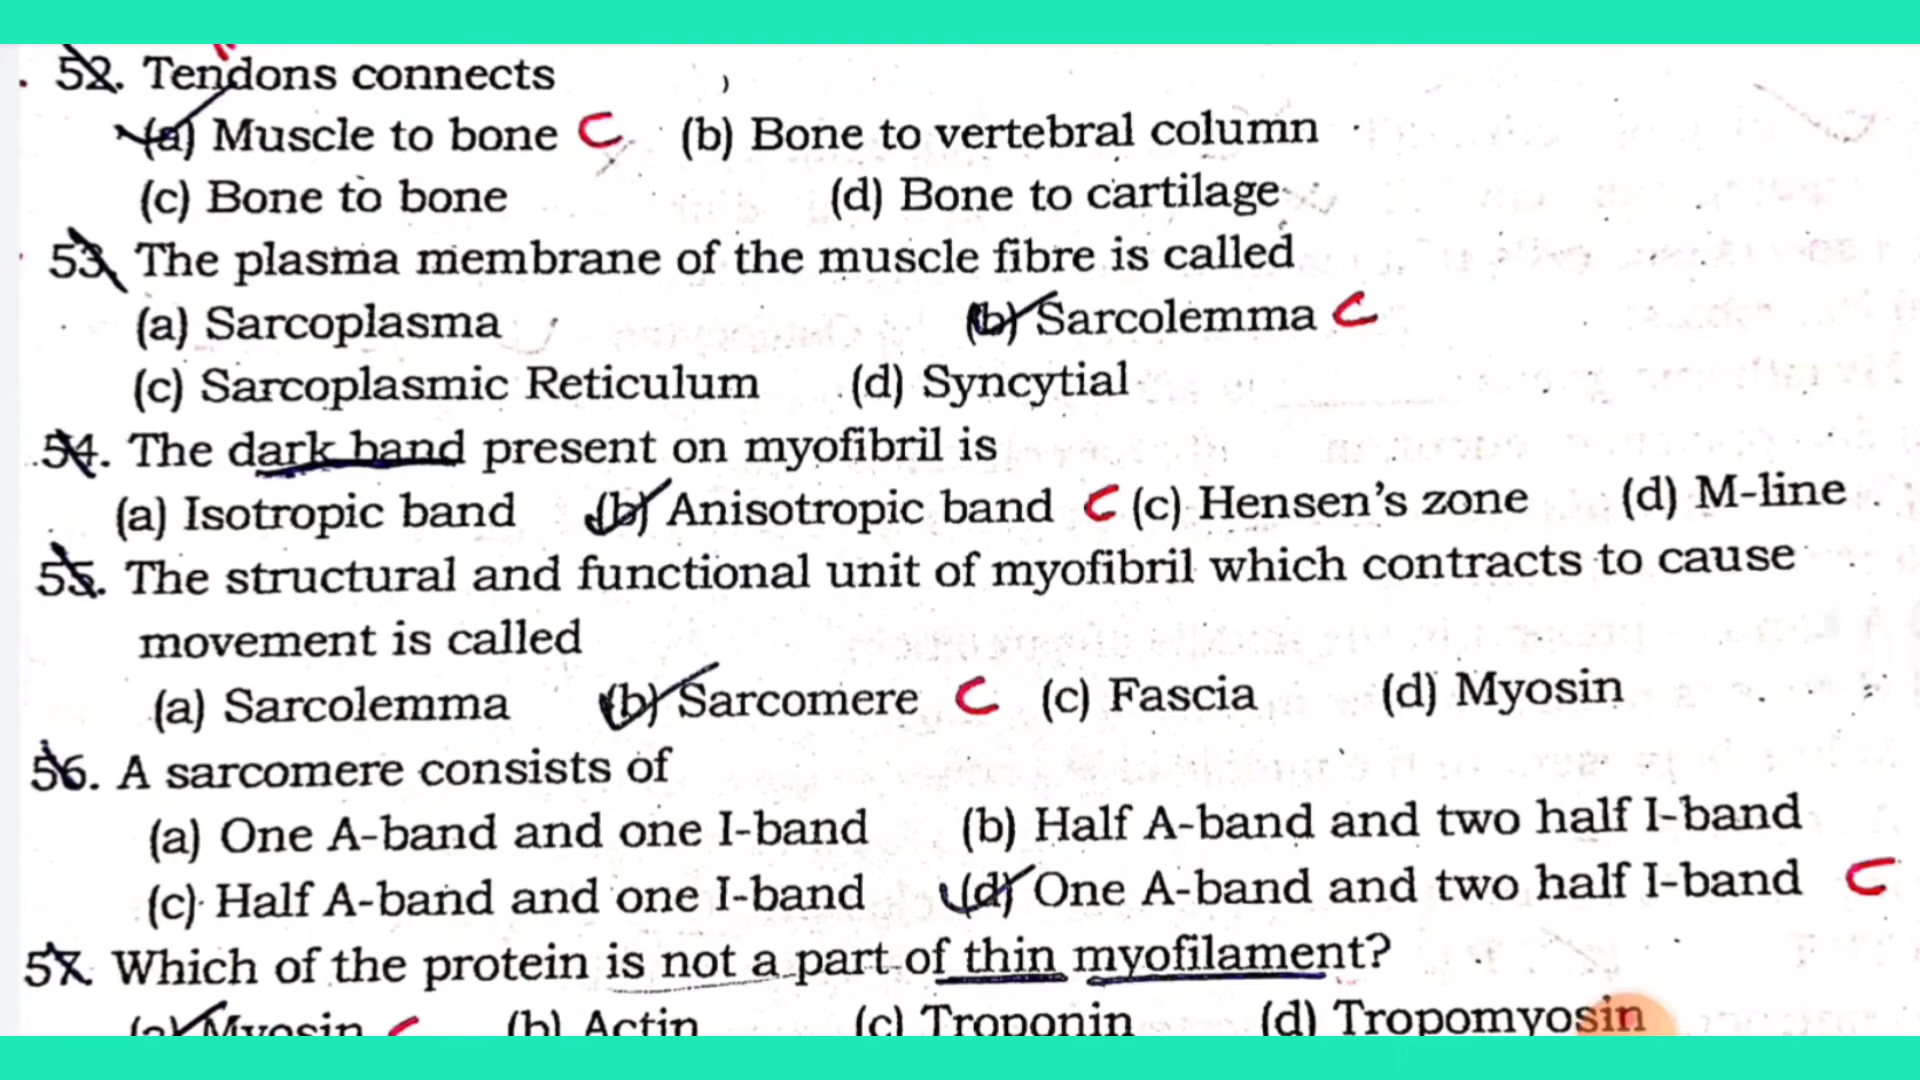 52. Tendons connects
(a) Muscle to bone C (b) Bone to vertebral column
(c) Bone to bone (d) Bone to cartilage
53. The plasma membrane of the muscle fibre is called
(a) Sarcoplasma (b) Sarcolemma C
(c) Sarcoplasmic Reticulum (d) Syncytial
54. The dark band present on myofibril is
(a) Isotropic band (b) Anisotropic band C (c) Hensen's zone (d) M-line
55. The structural and functional unit of myofibril which contracts to cause
movement is called
(a) Sarcolemma (b) Sarcomere C (c) Fascia (d) Myosin
56. A sarcomere consists of
(a) One A-band and one I-band (b) Half A-band and two half I-band
(c) Half A-band and one I-band (d) One A-band and two half I-band C
57. Which of the protein is not a part of thin myofilament?
(a) Myosin C (b) Actin (c) Troponin (d) Tropomyosin